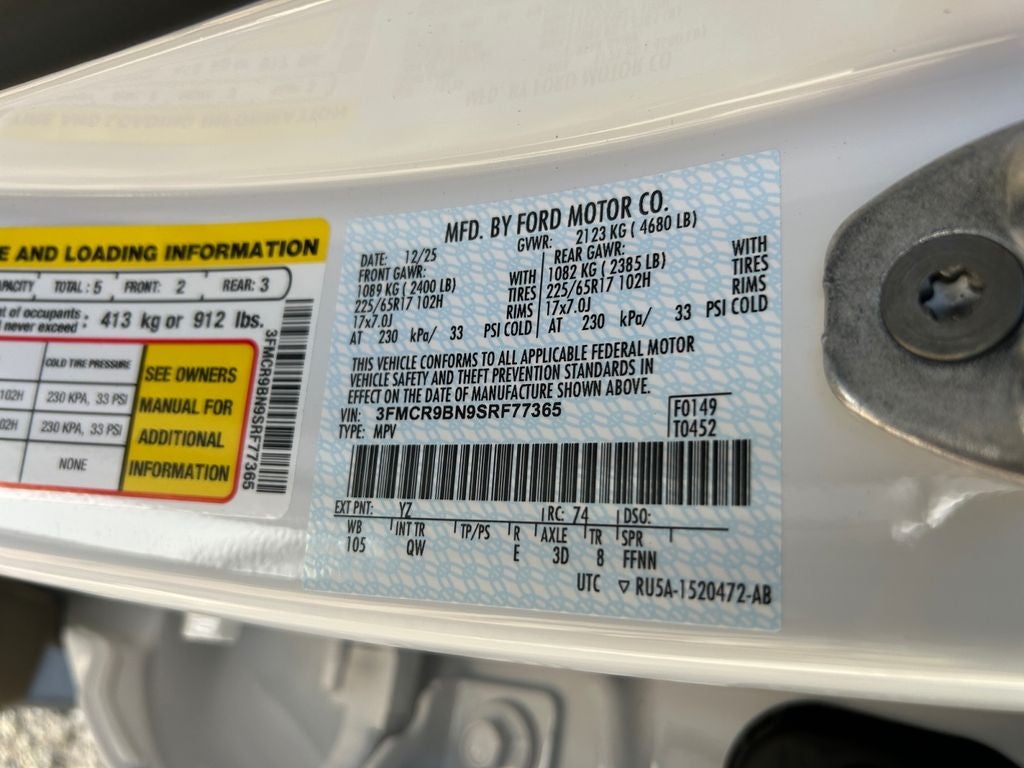 E AND LOADING INFORMATION
TOTAL : 5 FRONT: 2 REAR: 3
of occupants
never exceed : 413 kg or 912 lbs.
COLD TIRE PRESSURE
230 KPA, 33 PSI
230 KPA, 33 PSI
NONE
SEE OWNERS
MANUAL FOR
ADDITIONAL
INFORMATION
3FMCR9BN9SRF77365
MFD. BY FORD MOTOR CO.
DATE: 12/25 GVWR: 2123 KG ( 4680 LB)
FRONT GAWR: REAR GAWR:
1089 KG ( 2400 LB) WITH 1082 KG ( 2385 LB) WITH
225/65R17 102H TIRES 225/65R17 102H TIRES
17x7.0J RIMS 17x7.0J RIMS
AT 230 kPa/ 33 PSI COLD AT 230 kPa/ 33 PSI COLD
THIS VEHICLE CONFORMS TO ALL APPLICABLE FEDERAL MOTOR
VEHICLE SAFETY AND THEFT PREVENTION STANDARDS IN
EFFECT ON THE DATE OF MANUFACTURE SHOWN ABOVE.
VIN: 3FMCR9BN9SRF77365 F0149
TYPE: MPV T0452
EXT PNT: YZ RC: 74 DSO:
WB INT TR TP/PS R AXLE TR SPR
105 QW E 3D 8 FFNN
UTC ▽ RU5A-1520472-AB